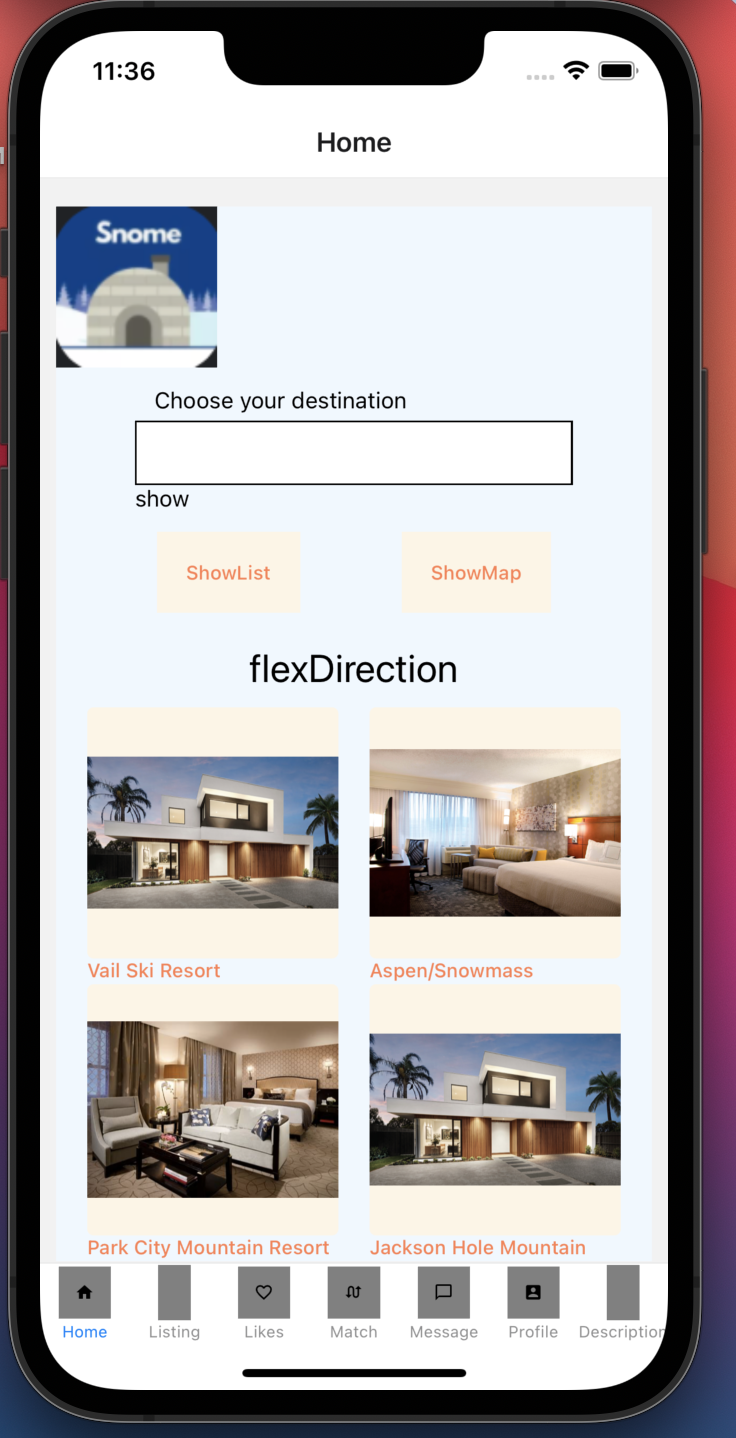 11:36
Home
Snome
Choose your destination
show
ShowList
ShowMap
flexDirection
Vail Ski Resort
Aspen/Snowmass
Park City Mountain Resort
Jackson Hole Mountain
Home
Listing
Likes
Match
Message
Profile
Description